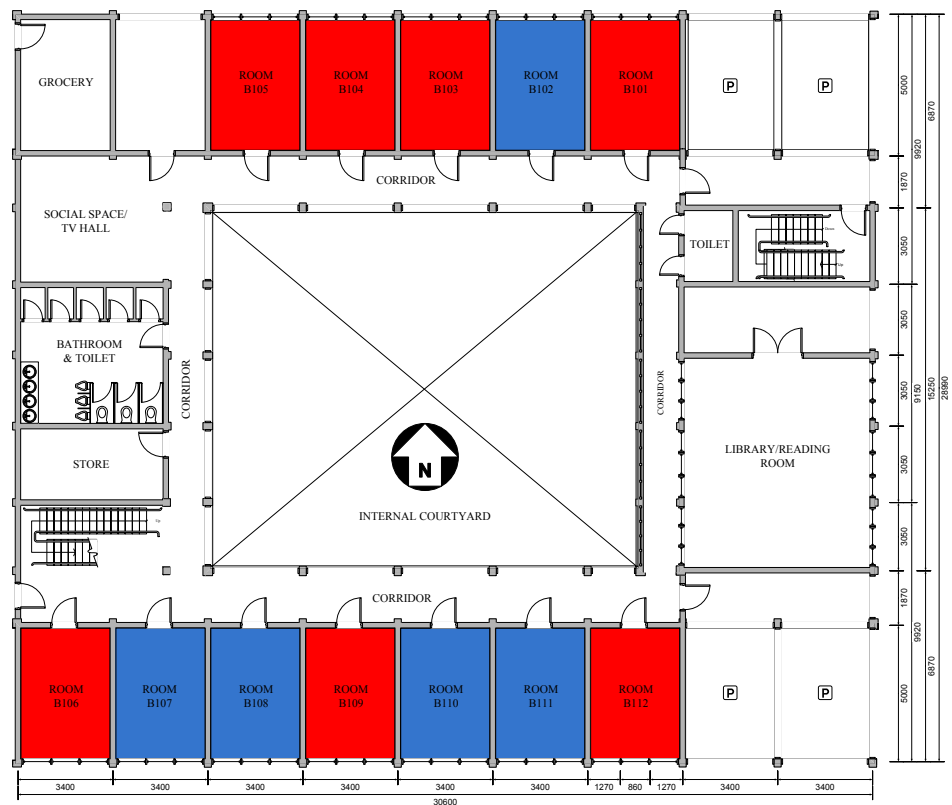 GROCERY
ROOM
B105
ROOM
B104
ROOM
B103
ROOM
B102
ROOM
B101
P
P
5000
6870
9920
CORRIDOR
1870
SOCIAL SPACE/
TV HALL
TOILET
Down
Up
3050
3050
BATHROOM
& TOILET
CORRIDOR
CORRIDOR
3050
9150
15250
28990
STORE
N
LIBRARY/READING
ROOM
3050
INTERNAL COURTYARD
Up
3050
CORRIDOR
1870
9920
ROOM
B106
ROOM
B107
ROOM
B108
ROOM
B109
ROOM
B110
ROOM
B111
ROOM
B112
P
P
5000
6870
3400
3400
3400
3400
3400
3400
1270
860
1270
3400
3400
30600